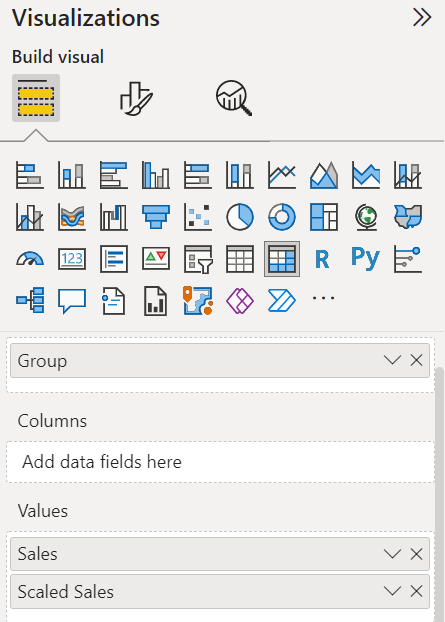 Visualizations
Build visual
123
R
Py
Group
Columns
Add data fields here
Values
Sales
Scaled Sales